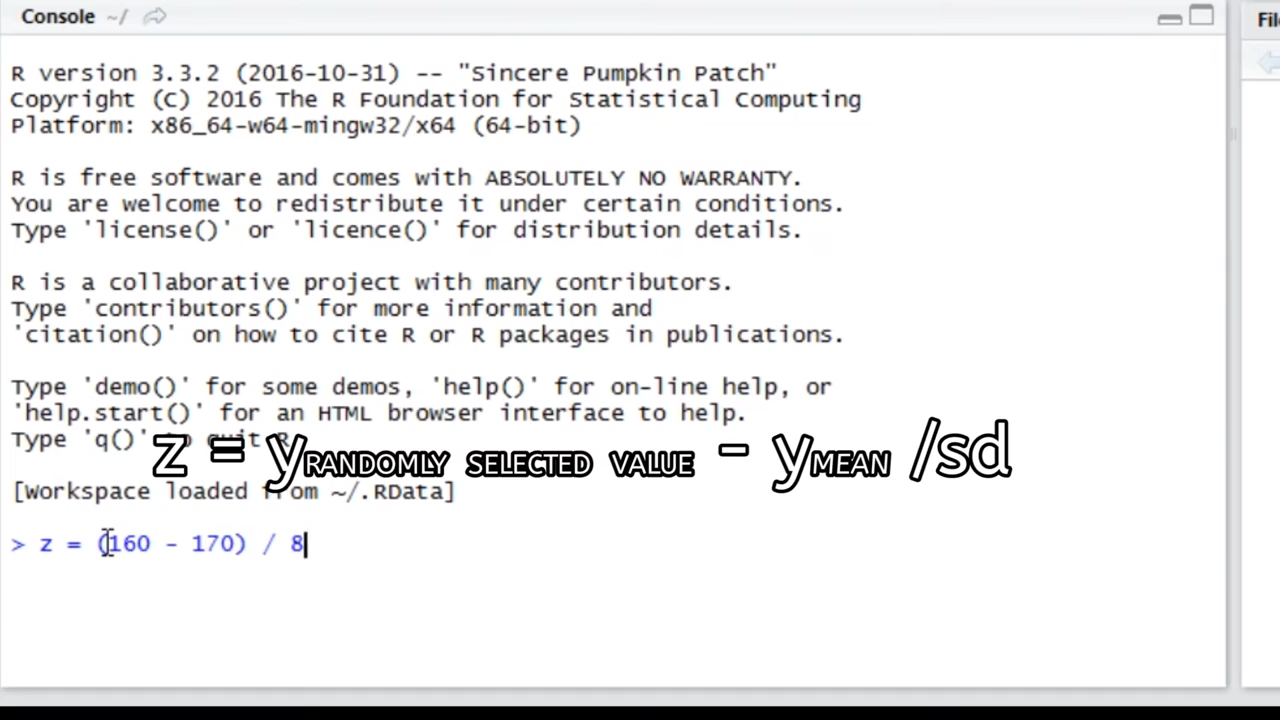 Console ~/
R version 3.3.2 (2016-10-31) -- "Sincere Pumpkin Patch"
Copyright (C) 2016 The R Foundation for Statistical Computing
Platform: x86_64-w64-mingw32/x64 (64-bit)
R is free software and comes with ABSOLUTELY NO WARRANTY.
You are welcome to redistribute it under certain conditions.
Type 'license()' or 'licence()' for distribution details.
R is a collaborative project with many contributors.
Type 'contributors()' for more information and
'citation()' on how to cite R or R packages in publications.
Type 'demo()' for some demos, 'help()' for on-line help, or
'help.start()' for an HTML browser interface to help.
Type 'q()' to quit R.
z = yRANDOMLY SELECTED VALUE - yMEAN /sd
[Workspace loaded from ~/.RData]
> z = (160 - 170) / 8